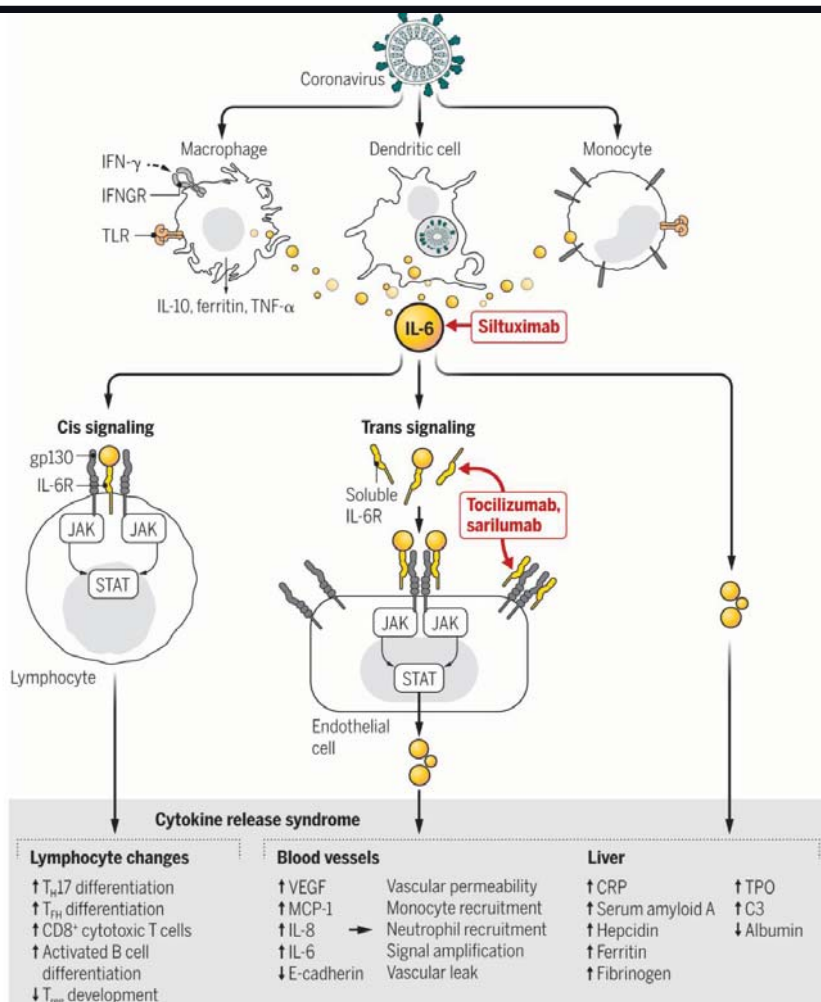 Coronavirus
Macrophage
Dendritic cell
Monocyte
IFN-γ
IFNGR
TLR
IL-10, ferritin, TNF-α
IL-6
Siltuximab
Cis signaling
gp130
IL-6R
JAK
JAK
STAT
Lymphocyte
Trans signaling
Soluble
IL-6R
Tocilizumab,
sarilumab
JAK
JAK
STAT
Endothelial
cell
Cytokine release syndrome
Lymphocyte changes
↑ TH17 differentiation
↑ TFH differentiation
↑ CD8+ cytotoxic T cells
↑ Activated B cell
differentiation
↓ Treg development
Blood vessels
↑ VEGF Vascular permeability
↑ MCP-1 Monocyte recruitment
↑ IL-8 → Neutrophil recruitment
↑ IL-6 Signal amplification
↓ E-cadherin Vascular leak
Liver
↑ CRP
↑ Serum amyloid A
↑ Hepcidin
↑ Ferritin
↑ Fibrinogen
↑ TPO
↑ C3
↓ Albumin